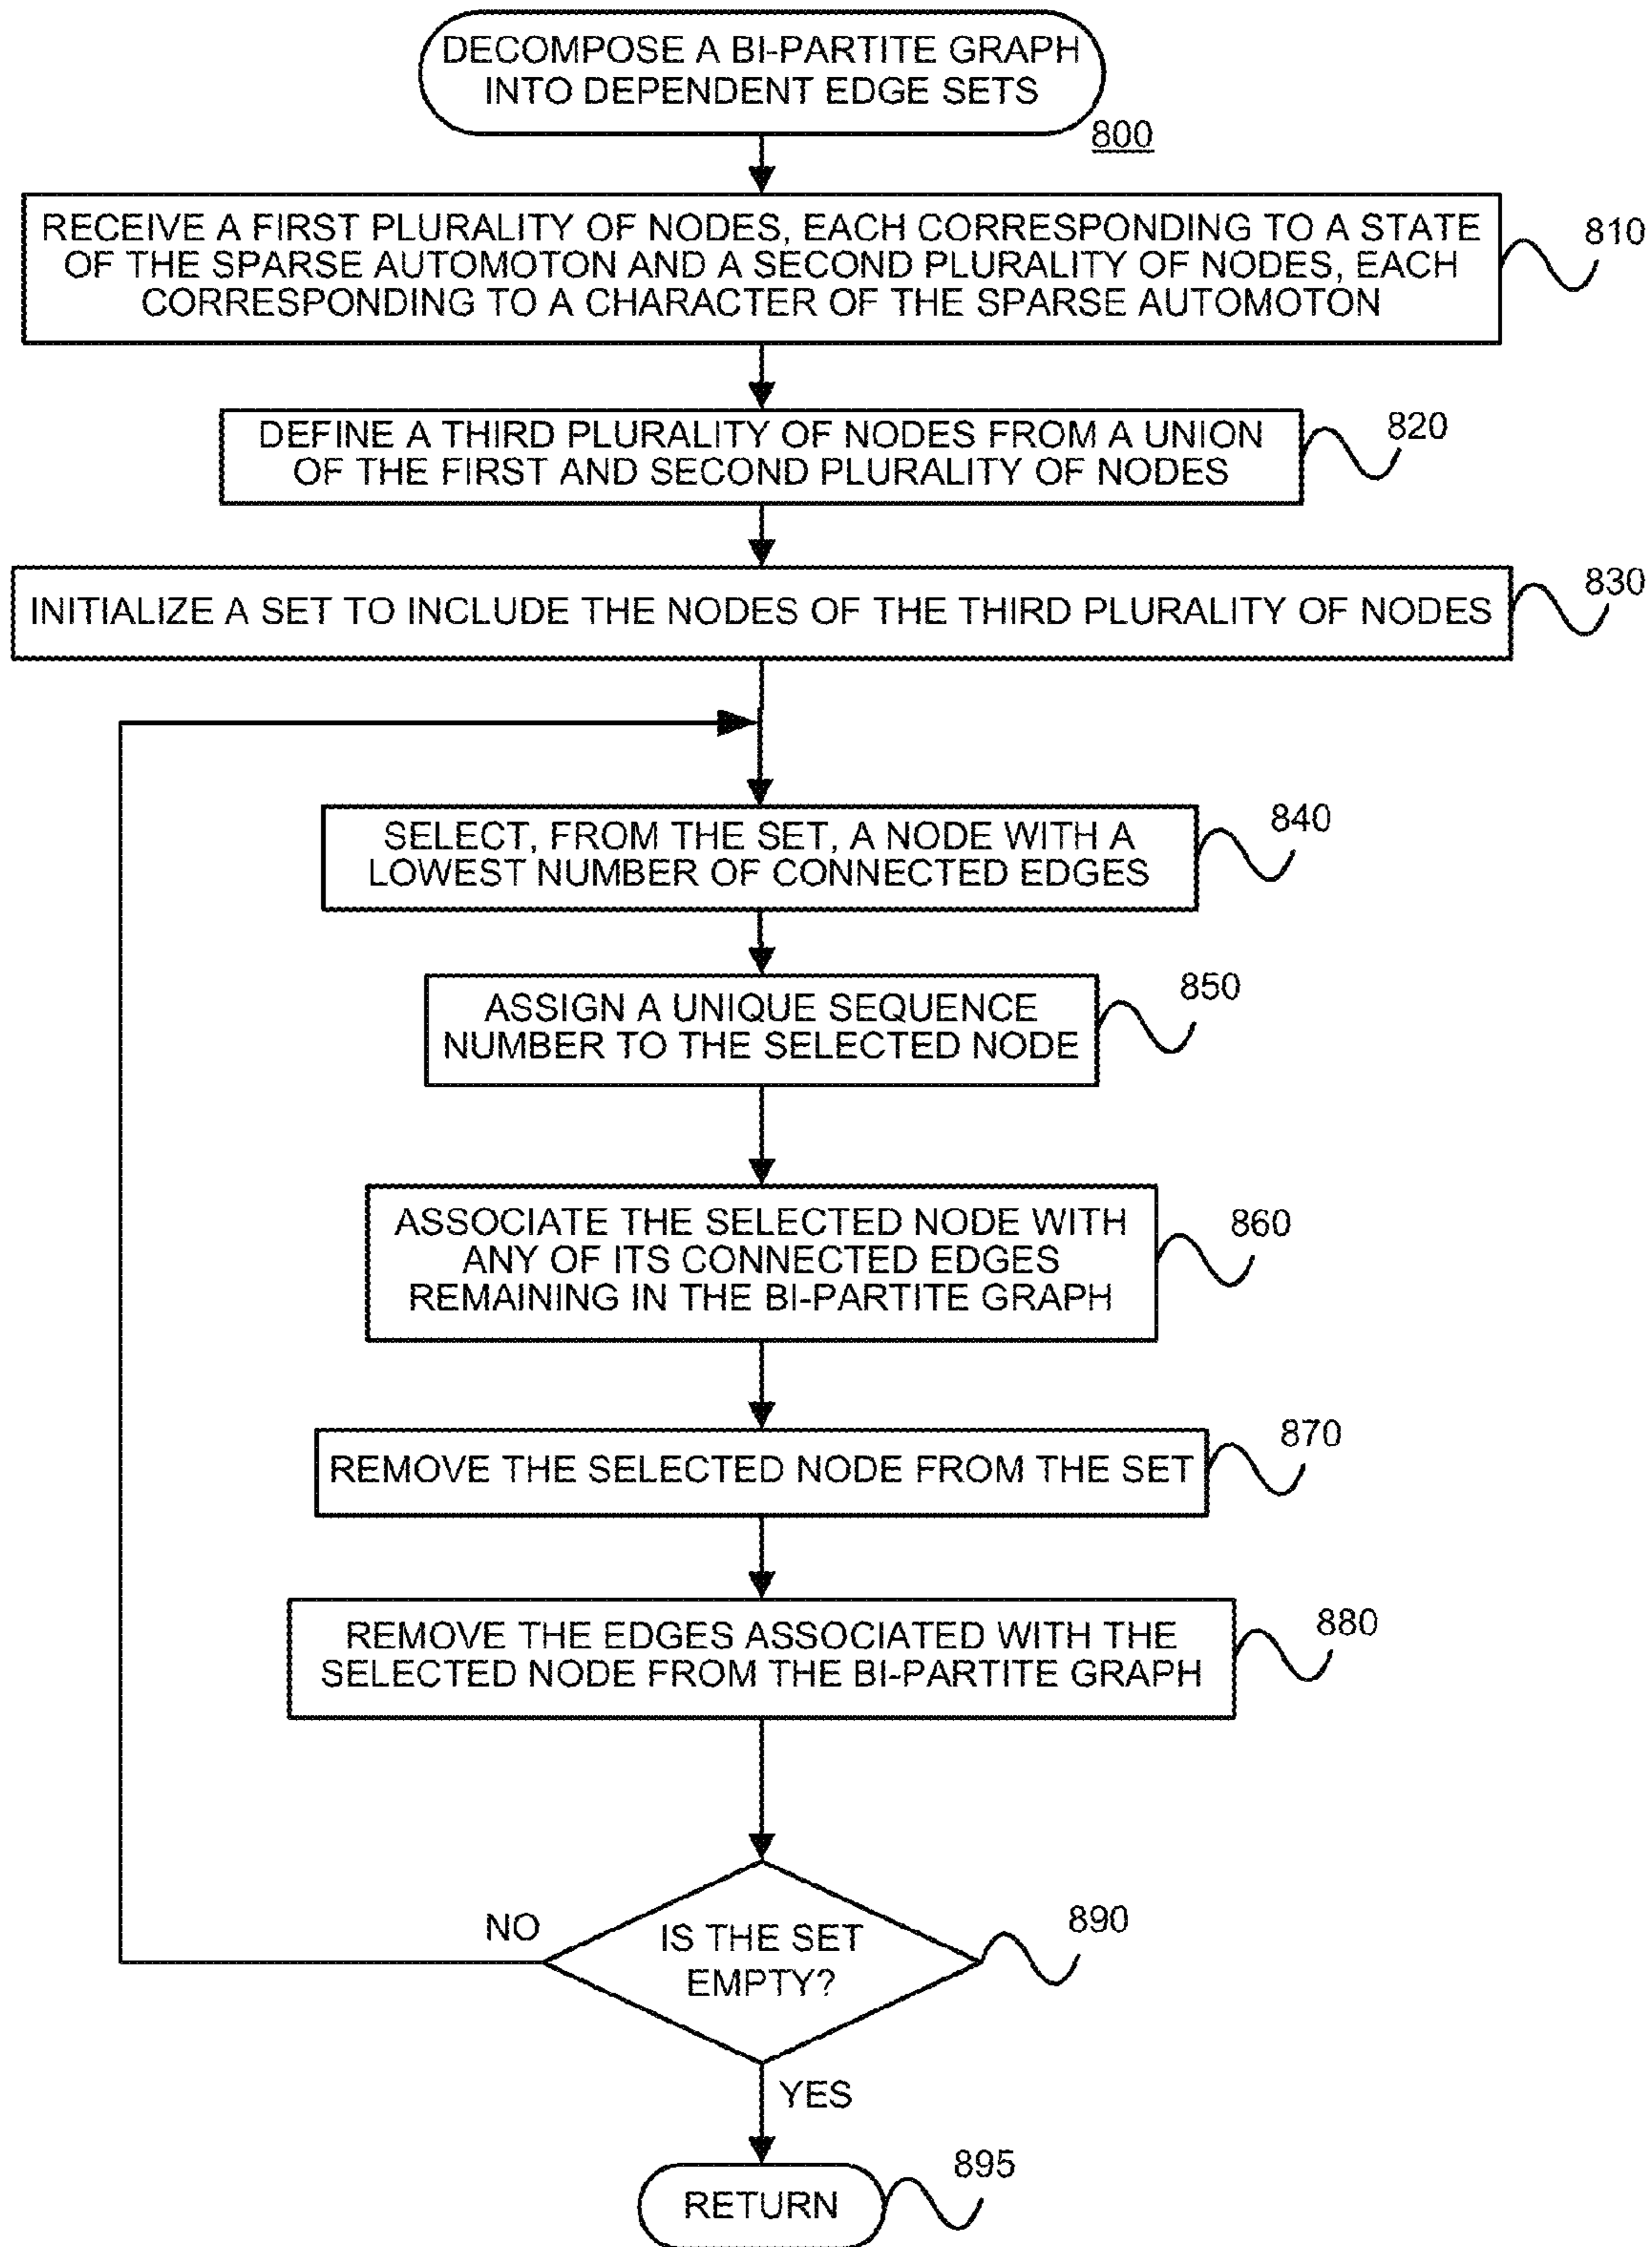 DECOMPOSE A BI-PARTITE GRAPH
INTO DEPENDENT EDGE SETS
800
RECEIVE A FIRST PLURALITY OF NODES, EACH CORRESPONDING TO A STATE
OF THE SPARSE AUTOMOTON AND A SECOND PLURALITY OF NODES, EACH
CORRESPONDING TO A CHARACTER OF THE SPARSE AUTOMOTON
810
DEFINE A THIRD PLURALITY OF NODES FROM A UNION
OF THE FIRST AND SECOND PLURALITY OF NODES
820
INITIALIZE A SET TO INCLUDE THE NODES OF THE THIRD PLURALITY OF NODES
830
SELECT, FROM THE SET, A NODE WITH A
LOWEST NUMBER OF CONNECTED EDGES
840
ASSIGN A UNIQUE SEQUENCE
NUMBER TO THE SELECTED NODE
850
ASSOCIATE THE SELECTED NODE WITH
ANY OF ITS CONNECTED EDGES
REMAINING IN THE BI-PARTITE GRAPH
860
REMOVE THE SELECTED NODE FROM THE SET
870
REMOVE THE EDGES ASSOCIATED WITH THE
SELECTED NODE FROM THE BI-PARTITE GRAPH
880
NO
IS THE SET
EMPTY?
890
YES
RETURN
895